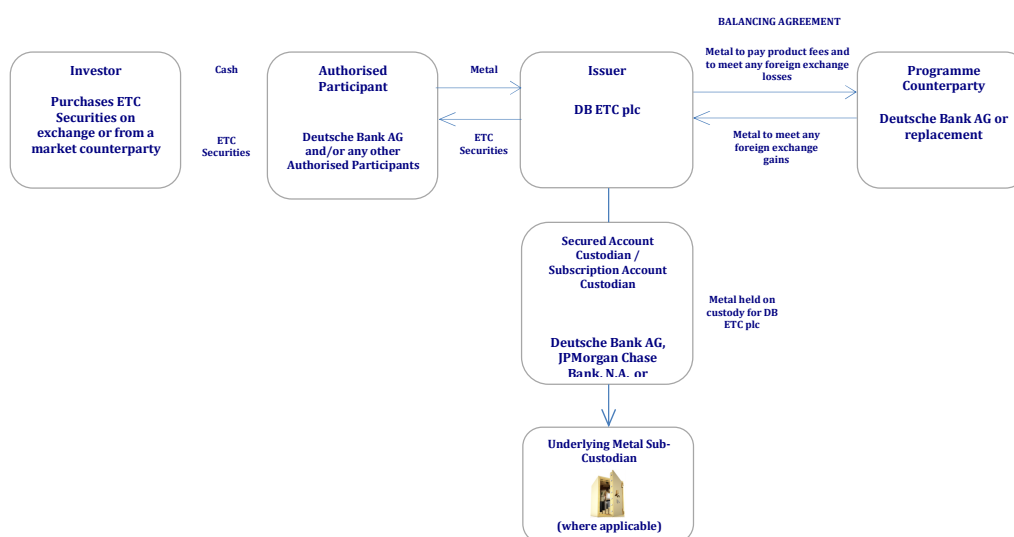 BALANCING AGREEMENT
Investor
Purchases ETC
Securities on
exchange or from a
market counterparty
Cash
ETC
Securities
Authorised
Participant
Deutsche Bank AG
and/or any other
Authorised Participants
Metal
ETC
Securities
Issuer
DB ETC plc
Metal to pay product fees and
to meet any foreign exchange
losses
Metal to meet any
foreign exchange
gains
Programme
Counterparty
Deutsche Bank AG or
replacement
Secured Account
Custodian /
Subscription Account
Custodian
Deutsche Bank AG,
JPMorgan Chase
Bank, N.A. or
Metal held on
custody for DB
ETC plc
Underlying Metal Sub-
Custodian
(where applicable)